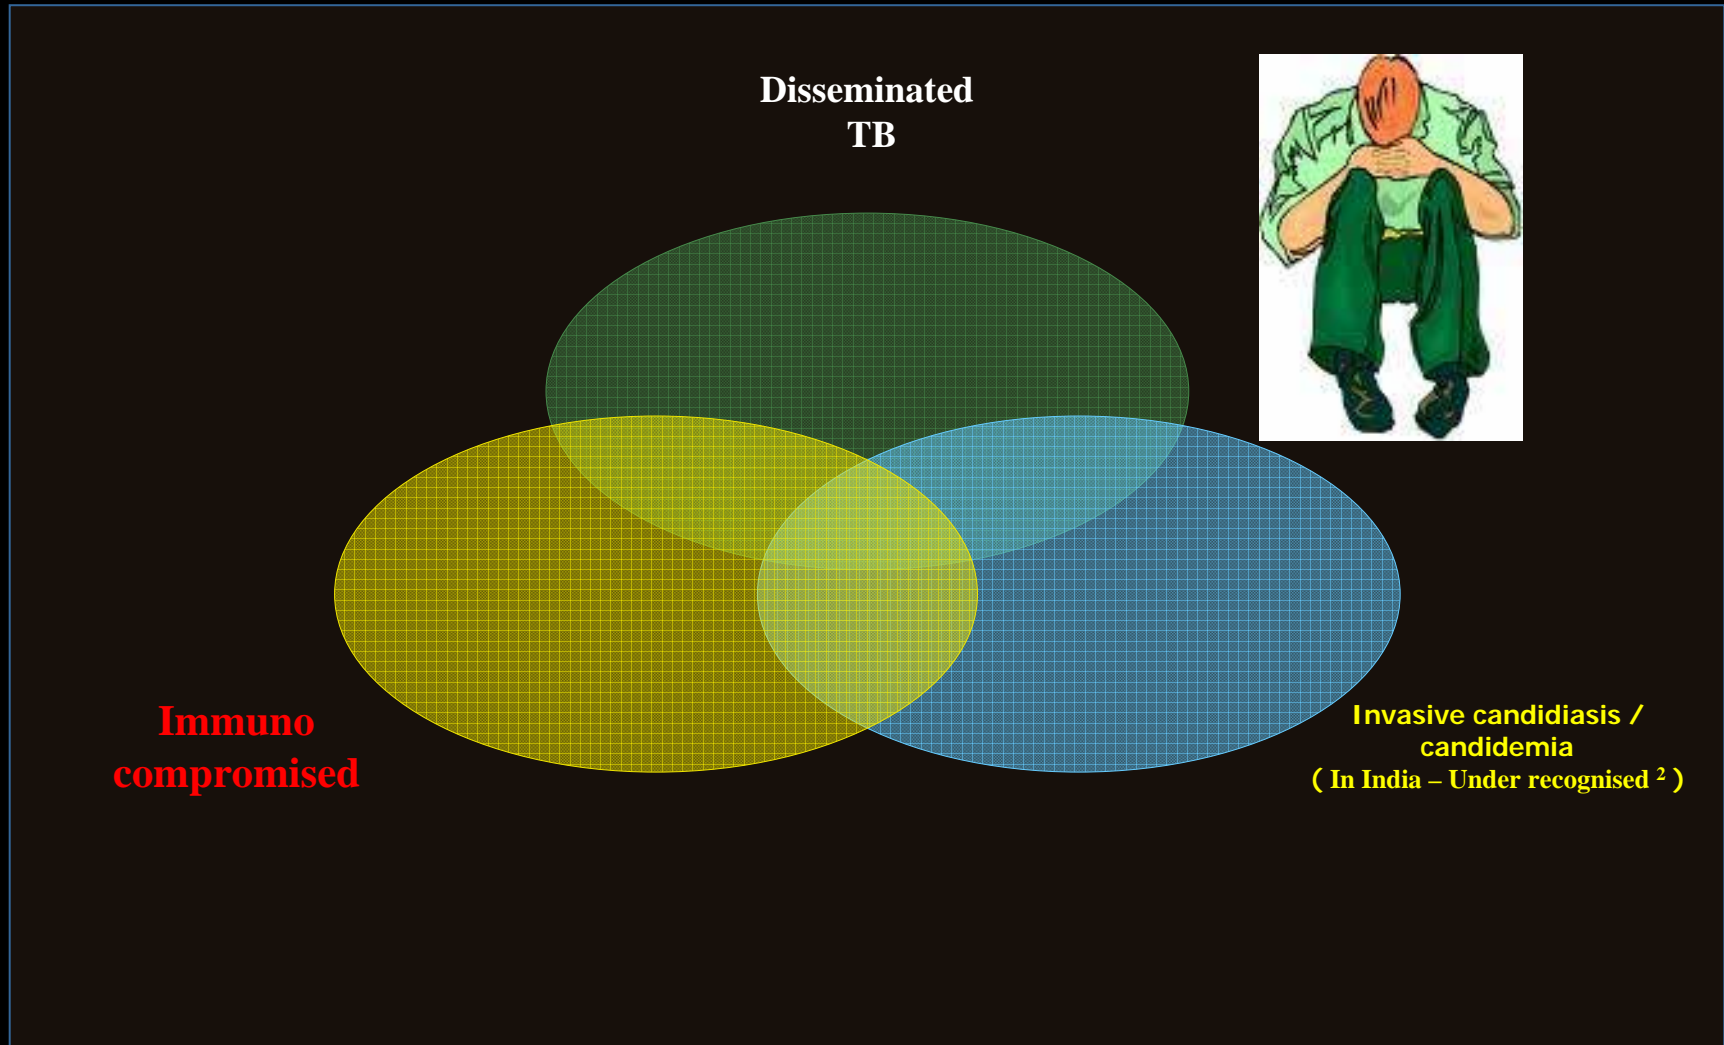 Disseminated
TB
Immuno
compromised
Invasive candidiasis /
candidemia
( In India – Under recognised ² )